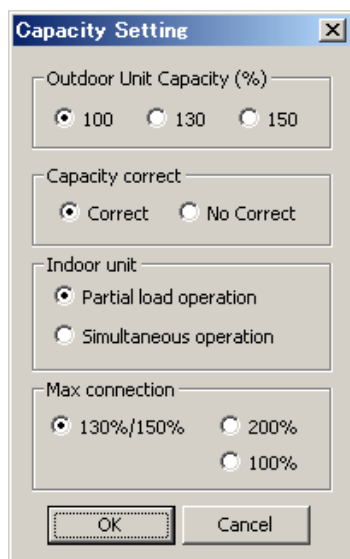 Capacity Setting
Outdoor Unit Capacity (%)
100 130 150
Capacity correct
Correct No Correct
Indoor unit
Partial load operation
Simultaneous operation
Max connection
130%/150% 200%
100%
OK Cancel